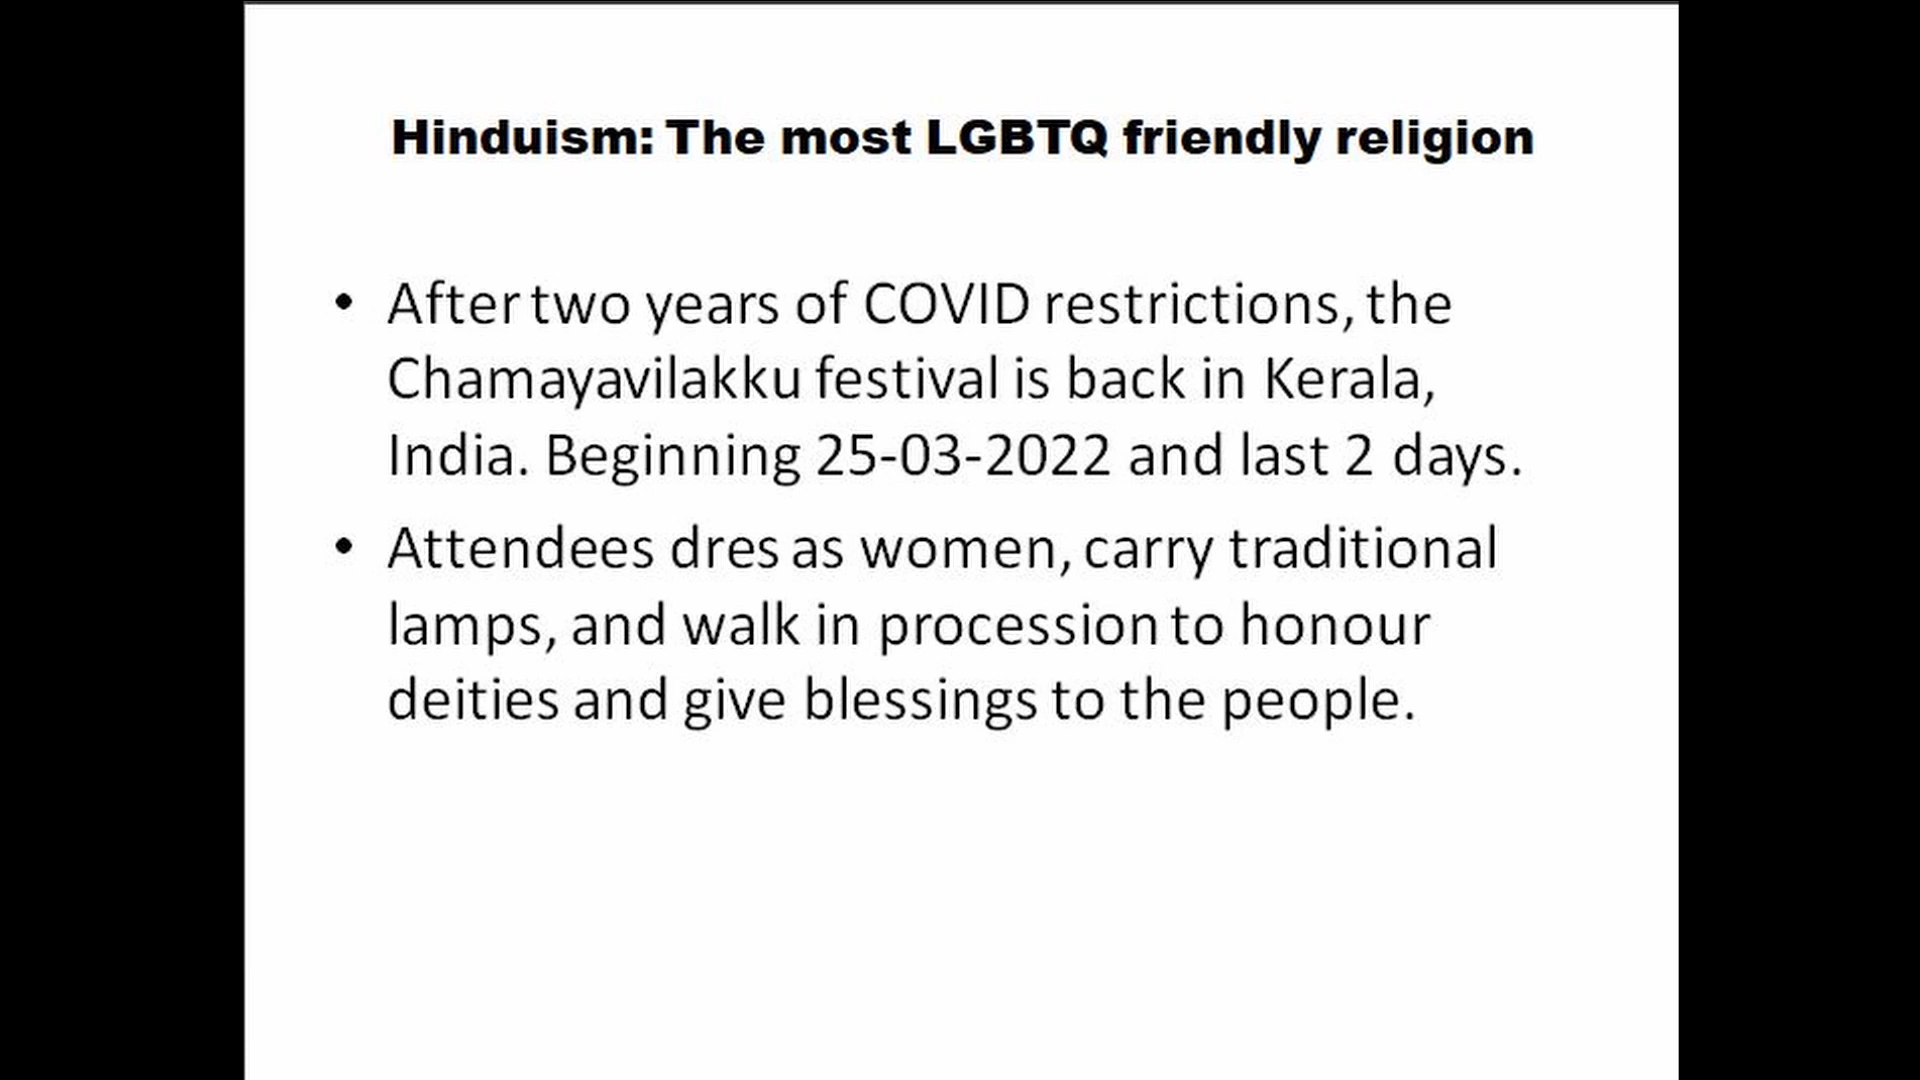 Hinduism: The most LGBTQ friendly religion
• After two years of COVID restrictions, the
Chamayavilakku festival is back in Kerala,
India. Beginning 25-03-2022 and last 2 days.
• Attendees dres as women, carry traditional
lamps, and walk in procession to honour
deities and give blessings to the people.